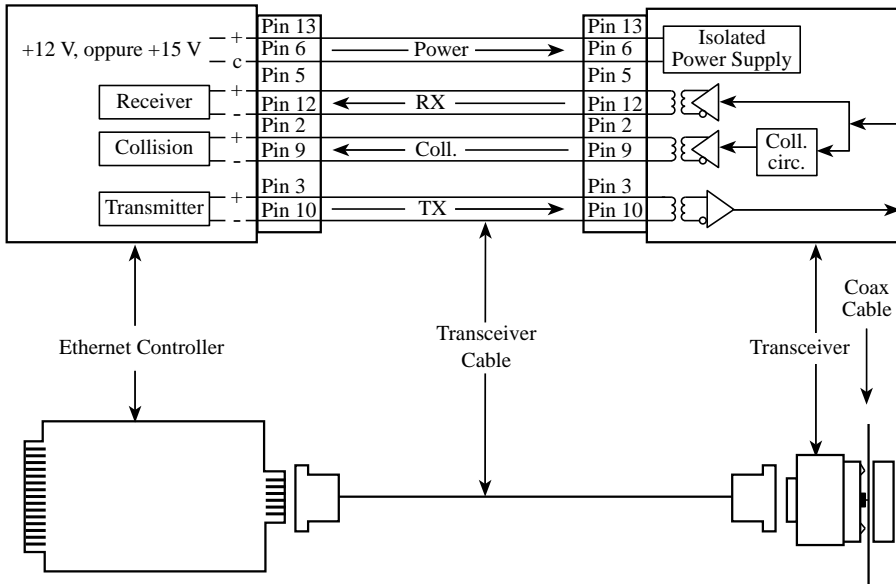 +12 V, oppure +15 V
+
c
Receiver
+
-
Collision
+
-
Transmitter
+
-
Pin 13
Pin 6
Pin 5
Pin 12
Pin 2
Pin 9
Pin 3
Pin 10
Power
RX
Coll.
TX
Pin 13
Pin 6
Pin 5
Pin 12
Pin 2
Pin 9
Pin 3
Pin 10
Isolated
Power Supply
Coll.
circ.
Ethernet Controller
Transceiver
Cable
Transceiver
Coax
Cable